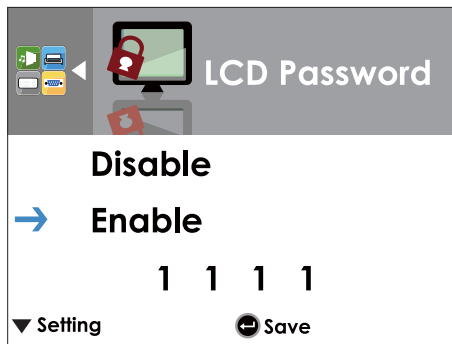 LCD Password
Disable
→ Enable
1 1 1 1
▼ Setting Save